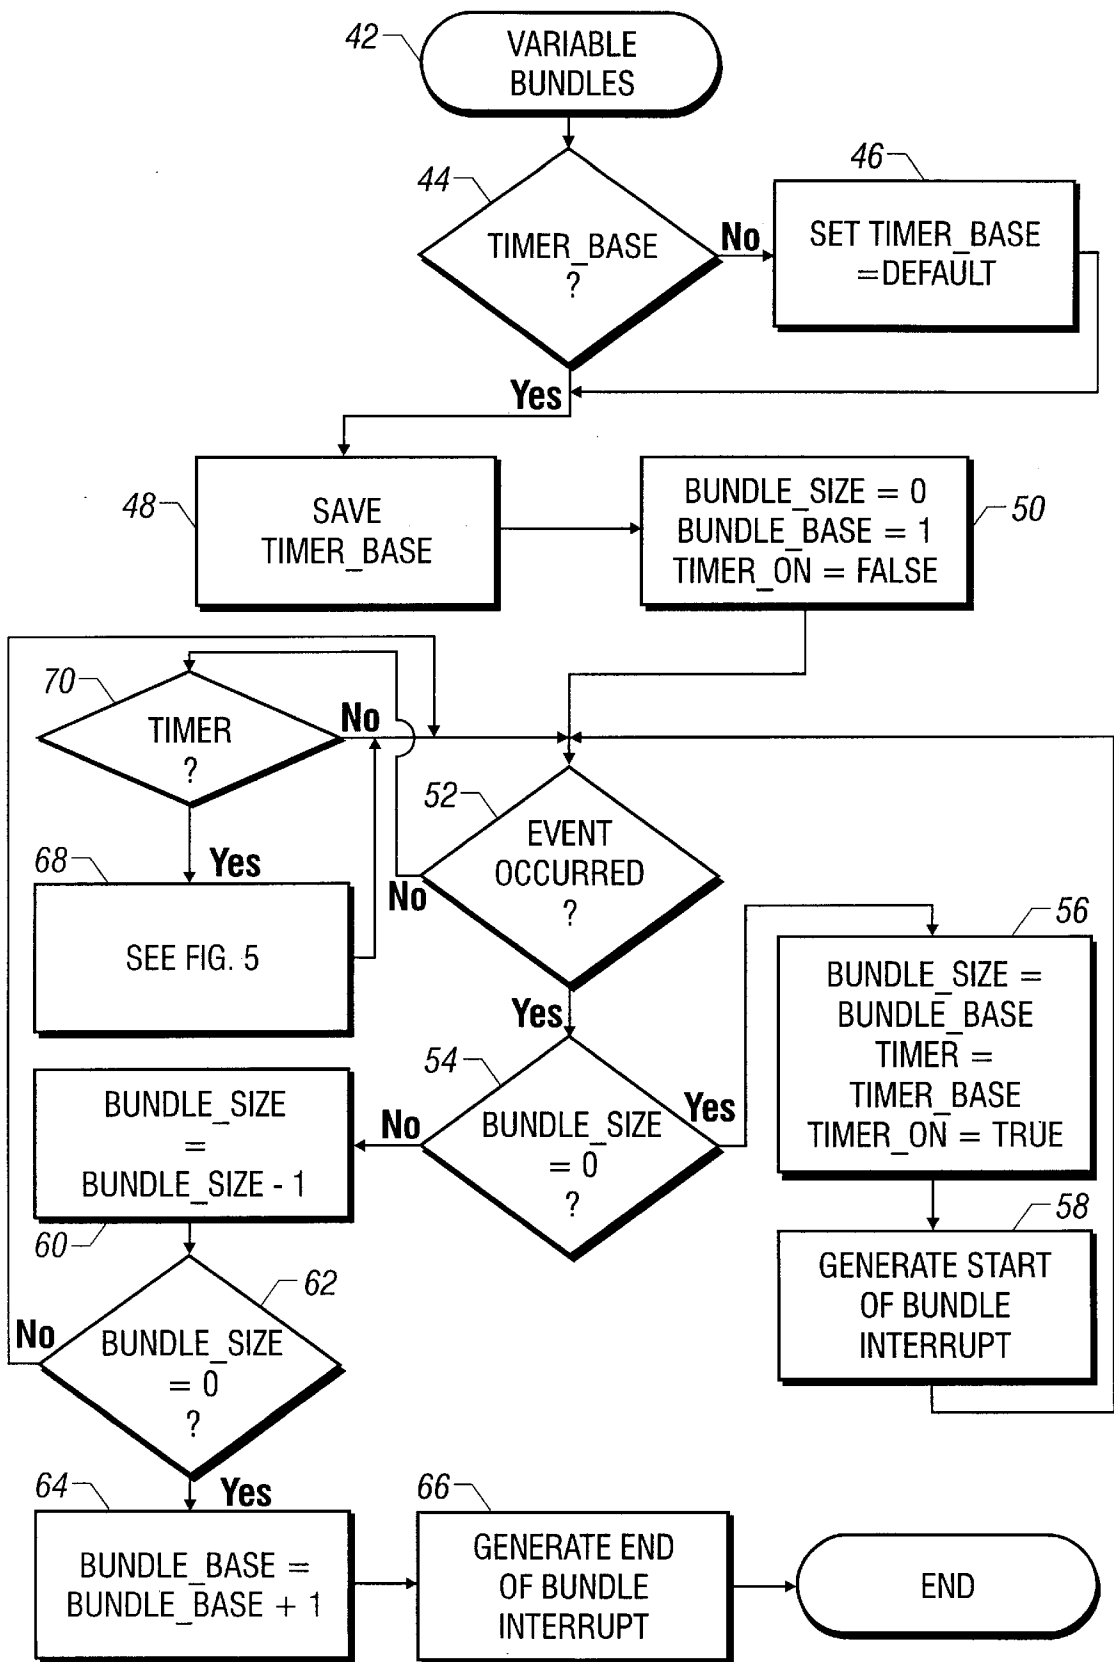 42
VARIABLE
BUNDLES
44
TIMER_BASE
?
No
46
SET TIMER_BASE
=DEFAULT
Yes
48
SAVE
TIMER_BASE
BUNDLE_SIZE = 0
BUNDLE_BASE = 1
TIMER_ON = FALSE
50
70
TIMER
?
No
Yes
68
SEE FIG. 5
52
EVENT
OCCURRED
?
No
Yes
54
BUNDLE_SIZE
= 0
?
Yes
No
56
BUNDLE_SIZE =
BUNDLE_BASE
TIMER =
TIMER_BASE
TIMER_ON = TRUE
58
GENERATE START
OF BUNDLE
INTERRUPT
BUNDLE_SIZE
=
BUNDLE_SIZE - 1
60
62
BUNDLE_SIZE
= 0
?
No
Yes
64
BUNDLE_BASE =
BUNDLE_BASE + 1
66
GENERATE END
OF BUNDLE
INTERRUPT
END